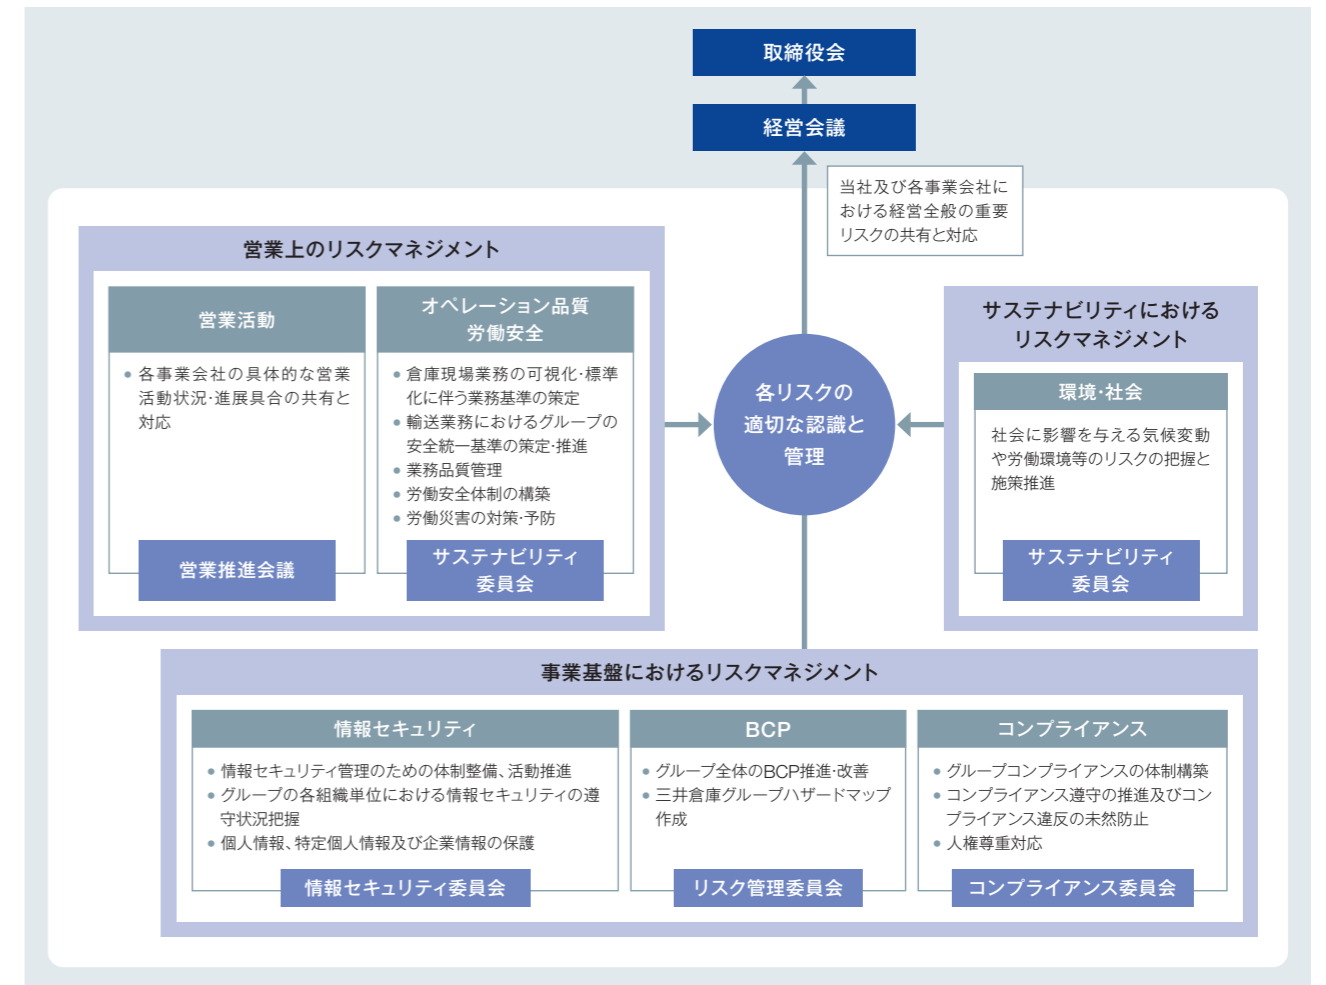 取締役会
経営会議
当社及び各事業会社に
おける経営全般の重要
リスクの共有と対応
営業上のリスクマネジメント
営業活動
● 各事業会社の具体的な営業
活動状況・進展具合の共有と
対応
営業推進会議
オペレーション品質
労働安全
● 倉庫現場業務の可視化・標準
化に伴う業務基準の策定
● 輸送業務におけるグループの
安全統一基準の策定・推進
● 業務品質管理
● 労働安全体制の構築
● 労働災害の対策・予防
サステナビリティ
委員会
各リスクの
適切な認識と
管理
サステナビリティにおける
リスクマネジメント
環境・社会
社会に影響を与える気候変動
や労働環境等のリスクの把握と
施策推進
サステナビリティ
委員会
事業基盤におけるリスクマネジメント
情報セキュリティ
● 情報セキュリティ管理のための体制整備、活動推進
● グループの各組織単位における情報セキュリティの遵
守状況把握
● 個人情報、特定個人情報及び企業情報の保護
情報セキュリティ委員会
BCP
● グループ全体のBCP推進・改善
● 三井倉庫グループハザードマップ
作成
リスク管理委員会
コンプライアンス
● グループコンプライアンスの体制構築
● コンプライアンス遵守の推進及びコン
プライアンス違反の未然防止
● 人権尊重対応
コンプライアンス委員会